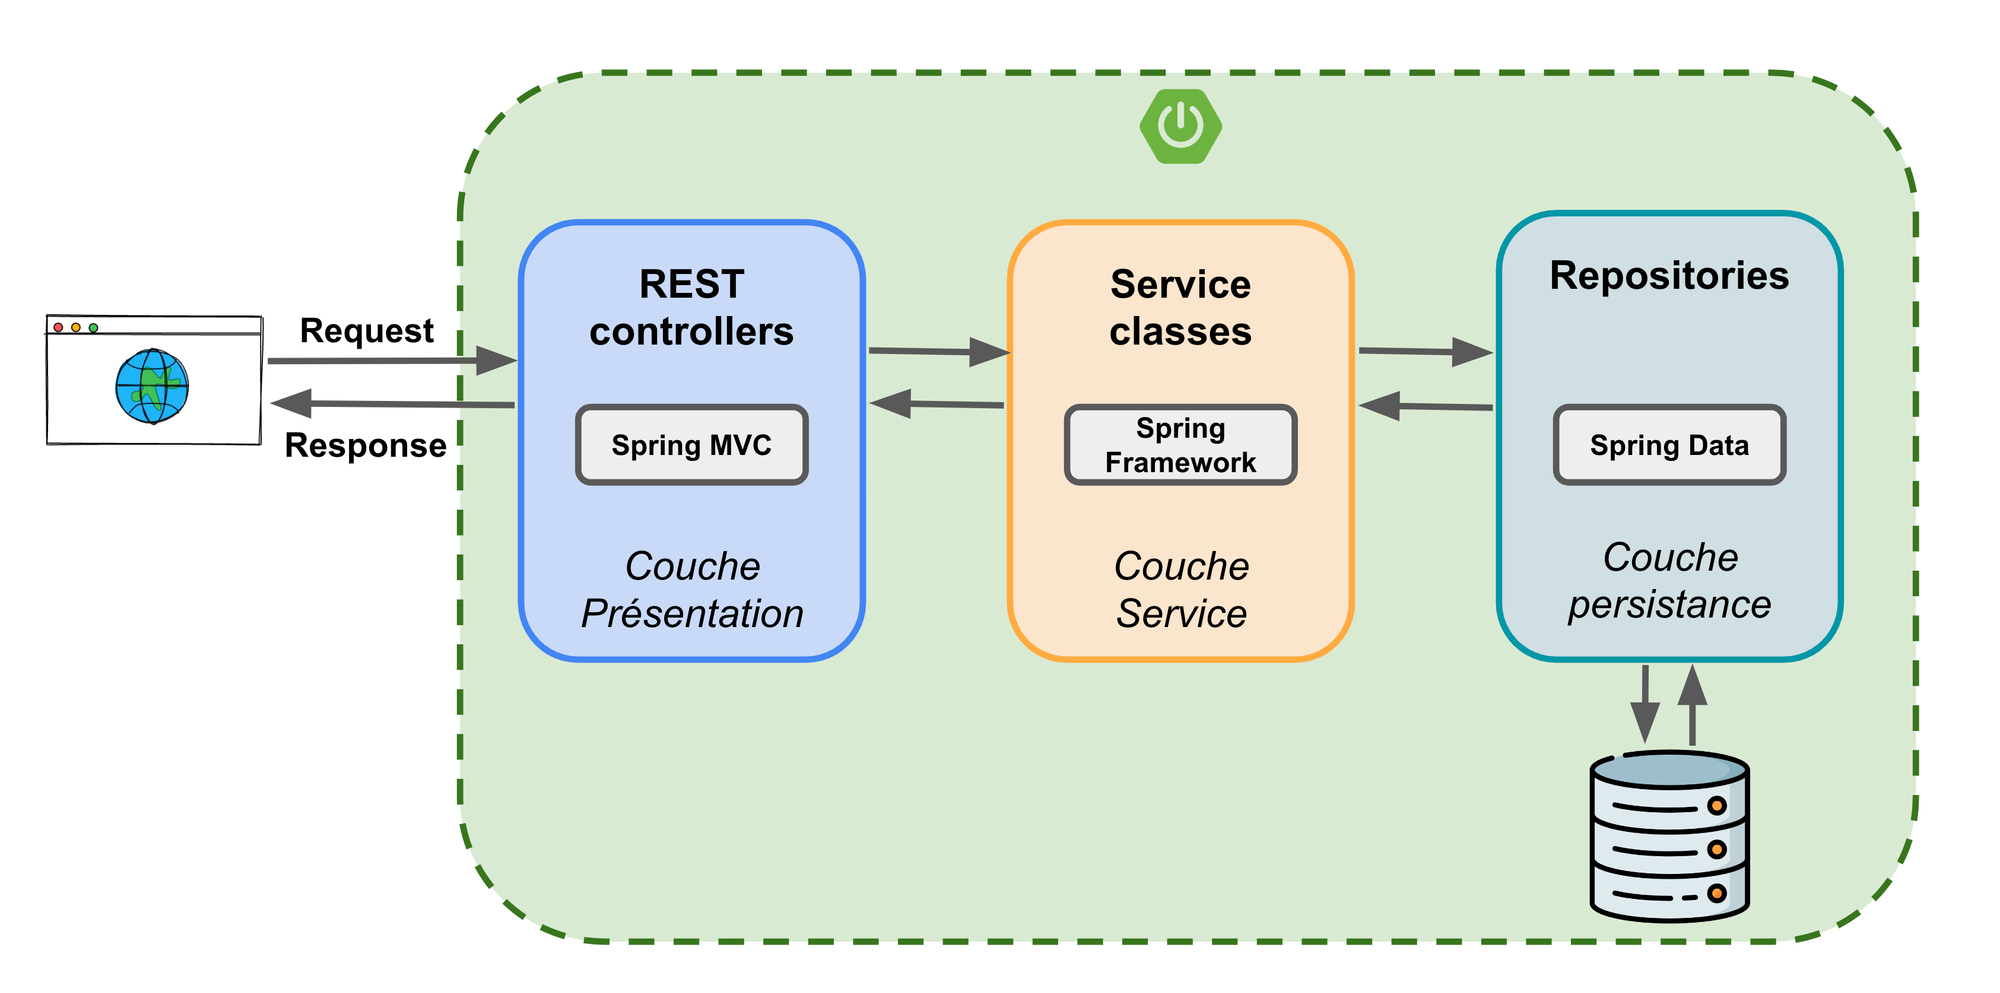 Request
Response
REST
controllers
Spring MVC
Couche
Présentation
Service
classes
Spring
Framework
Couche
Service
Repositories
Spring Data
Couche
persistance